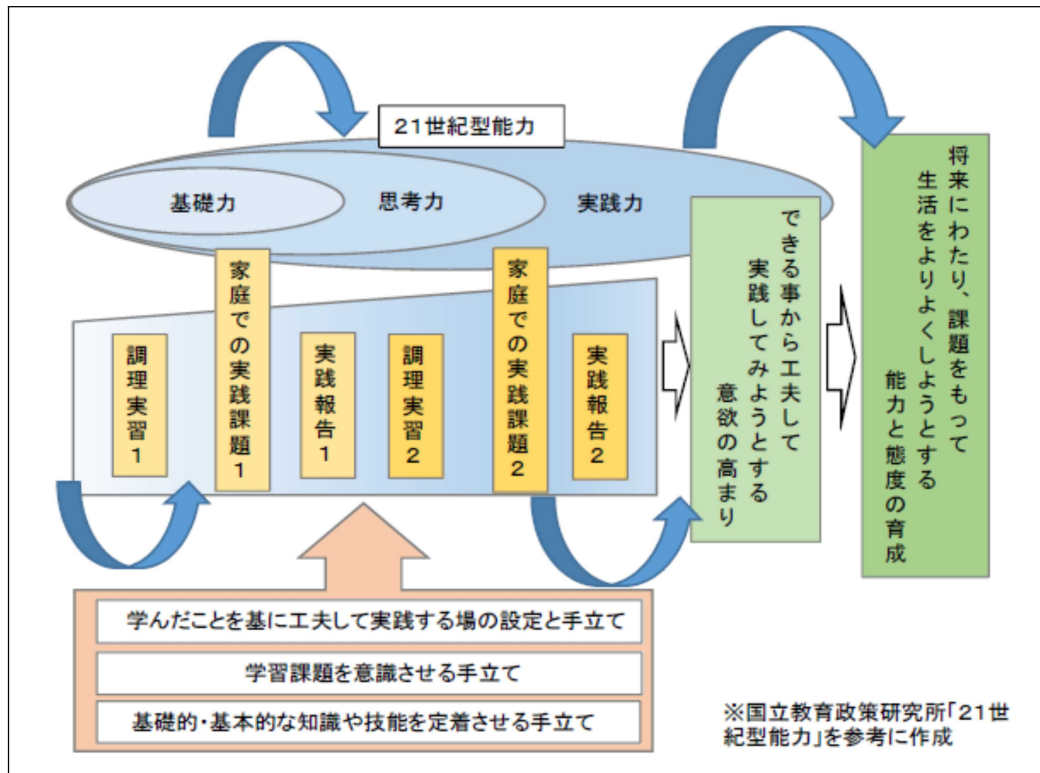 21世紀型能力
基礎力
思考力
実践力
調理実習1
家庭での実践課題1
実践報告1
調理実習2
家庭での実践課題2
実践報告2
できる事から工夫して
実践してみようとする
意欲の高まり
将来にわたり、課題をもって
生活をよりよくしようとする
能力と態度の育成
学んだことを基に工夫して実践する場の設定と手立て
学習課題を意識させる手立て
基礎的・基本的な知識や技能を定着させる手立て
※国立教育政策研究所「21世
紀型能力」を参考に作成